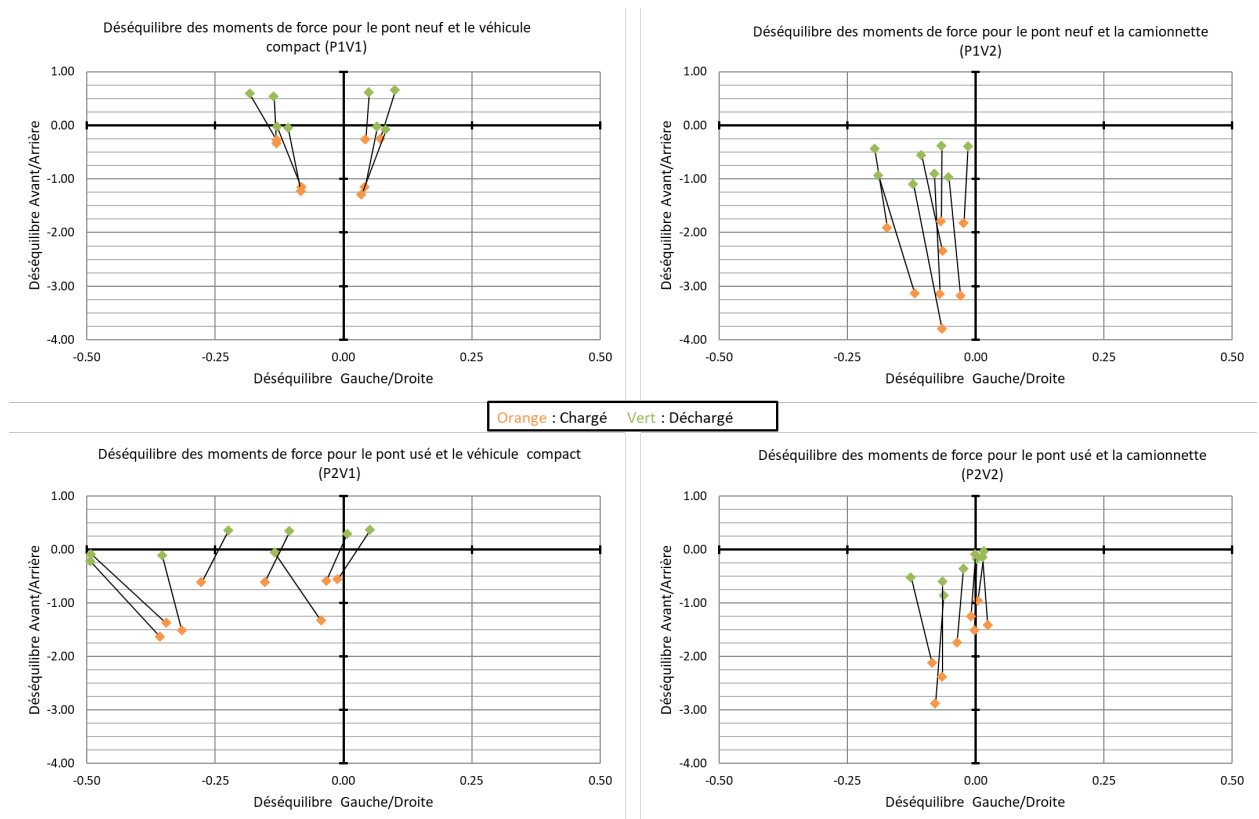 Déséquilibre des moments de force pour le pont neuf et le véhicule
compact (P1V1)
Déséquilibre Avant/Arrière
1.00
0.00
-1.00
-2.00
-3.00
-4.00
-0.50 -0.25 0.00 0.25 0.50
Déséquilibre Gauche/Droite
Déséquilibre des moments de force pour le pont neuf et la camionnette
(P1V2)
Déséquilibre Avant/Arrière
1.00
0.00
-1.00
-2.00
-3.00
-4.00
-0.50 -0.25 0.00 0.25 0.50
Déséquilibre Gauche/Droite
Orange : Chargé Vert : Déchargé
Déséquilibre des moments de force pour le pont usé et le véhicule compact
(P2V1)
Déséquilibre Avant/Arrière
1.00
0.00
-1.00
-2.00
-3.00
-4.00
-0.50 -0.25 0.00 0.25 0.50
Déséquilibre Gauche/Droite
Déséquilibre des moments de force pour le pont usé et la camionnette
(P2V2)
Déséquilibre Avant/Arrière
1.00
0.00
-1.00
-2.00
-3.00
-4.00
-0.50 -0.25 0.00 0.25 0.50
Déséquilibre Gauche/Droite